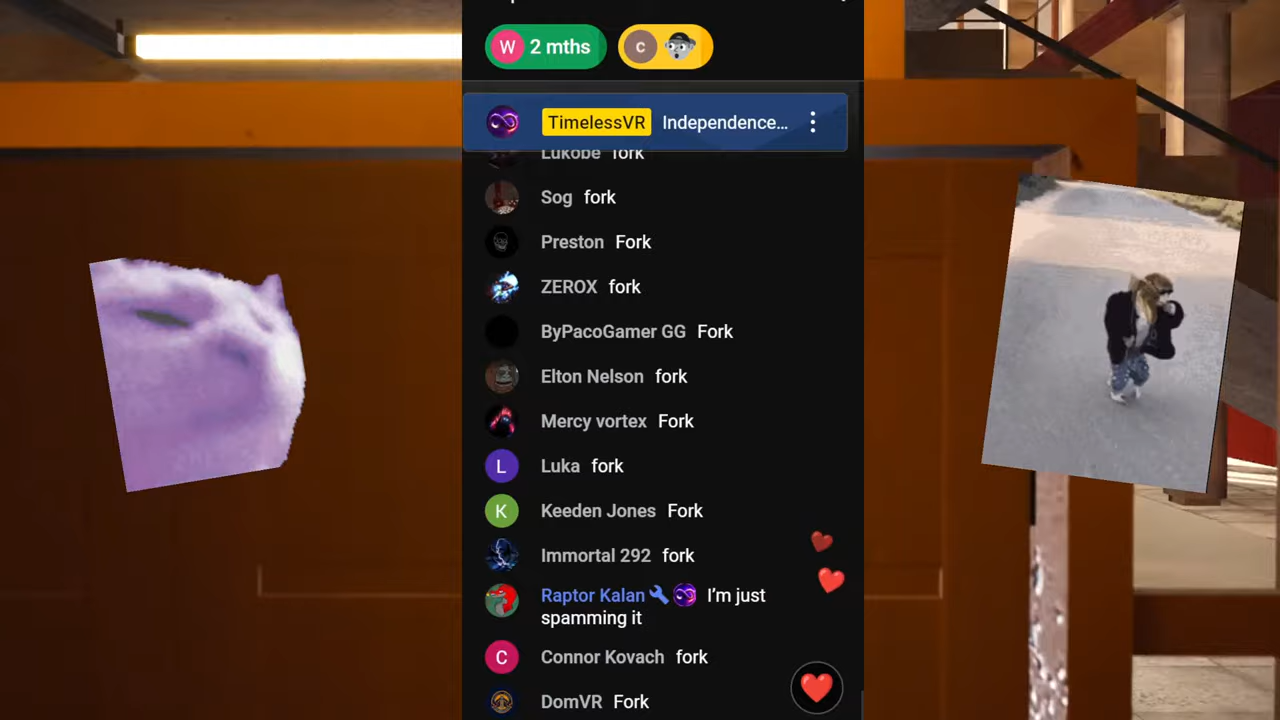 W 2 mths C
TimelessVR Independence...
Lukobe fork
Sog fork
Preston Fork
ZEROX fork
ByPacoGamer GG Fork
Elton Nelson fork
Mercy vortex Fork
L Luka fork
K Keeden Jones Fork
Immortal 292 fork
Raptor Kalan I'm just
spamming it
C Connor Kovach fork
DomVR Fork